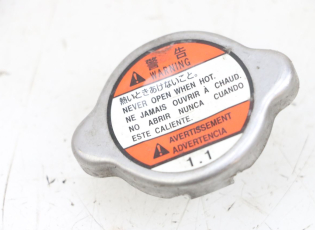 警告
WARNING
熱いときあけないこと。
NEVER OPEN WHEN HOT.
NE JAMAIS OUVRIR À CHAUD.
NO ABRIR NUNCA CUANDO
ESTE CALIENTE.
AVERTISSEMENT
ADVERTENCIA
1.1